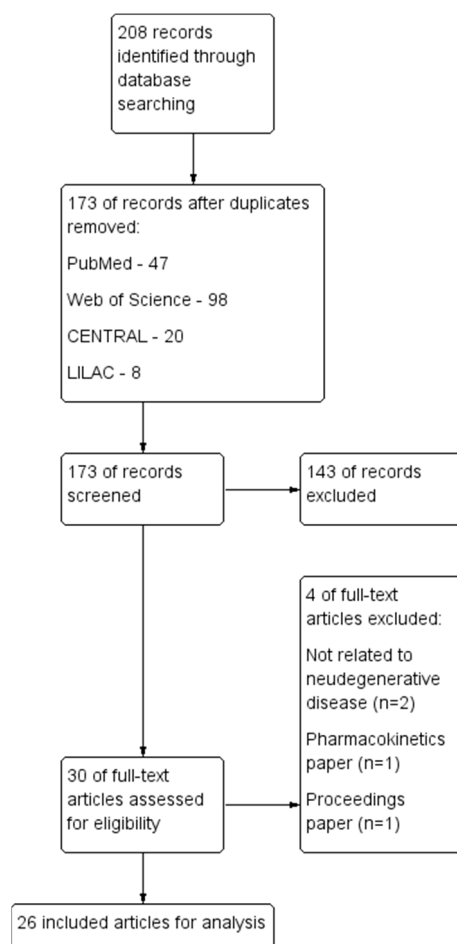 208 records
identified through
database
searching
173 of records after duplicates
removed:
PubMed - 47
Web of Science - 98
CENTRAL - 20
LILAC - 8
173 of records
screened
143 of records
excluded
4 of full-text
articles excluded:
Not related to
neudegenerative
disease (n=2)
Pharmacokinetics
paper (n=1)
Proceedings
paper (n=1)
30 of full-text
articles assessed
for eligibility
26 included articles for analysis